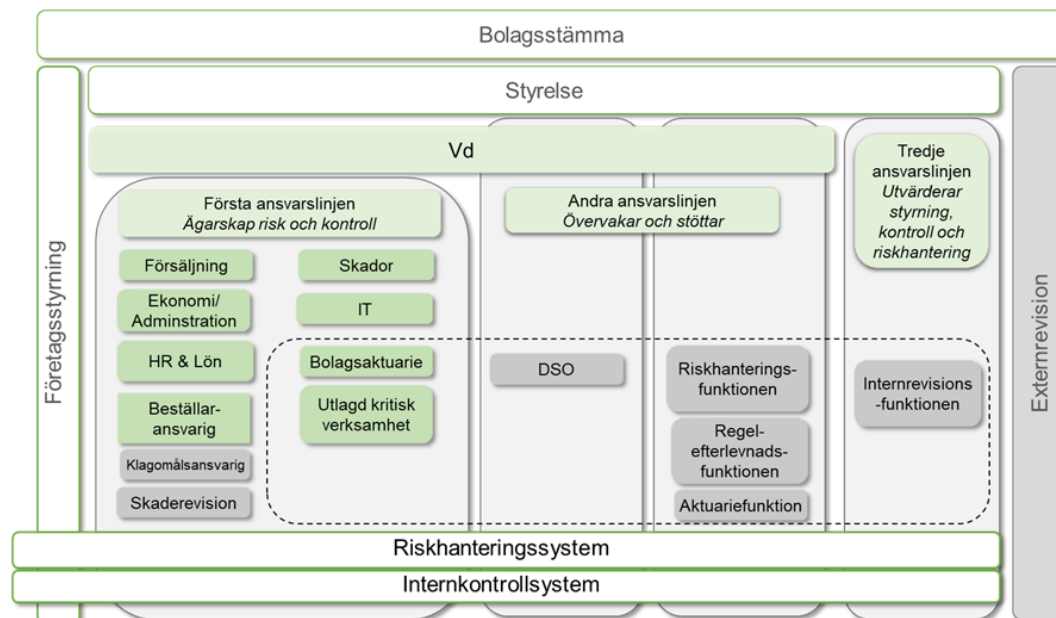 Bolagsstämma
Styrelse
Företagsstyrning
Externrevision
Vd
Första ansvarslinjen
Ägarskap risk och kontroll
Andra ansvarslinjen
Övervakar och stöttar
Tredje
ansvarslinjen
Utvärderar
styrning,
kontroll och
riskhantering
Försäljning
Skador
Ekonomi/
Adminstration
IT
HR & Lön
Bolagsaktuarie
Beställar-
ansvarig
Utlagd kritisk
verksamhet
Klagomålsansvarig
Skaderevision
DSO
Riskhanterings-
funktionen
Regel-
efterlevnads-
funktionen
Aktuariefunktion
Internrevisions
-funktionen
Riskhanteringssystem
Internkontrollsystem